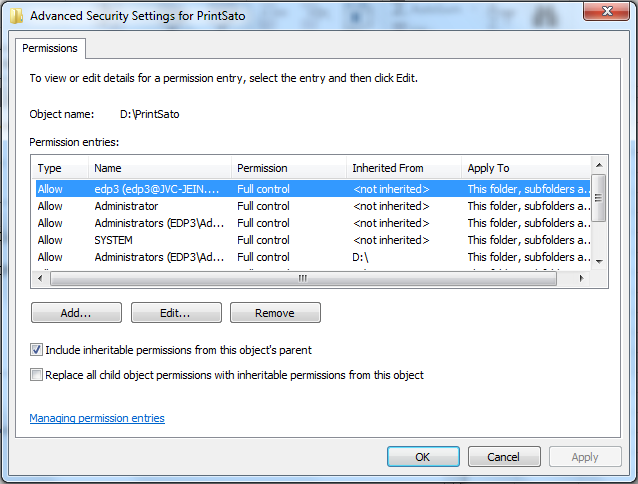 Advanced Security Settings for PrintSato
Permissions
To view or edit details for a permission entry, select the entry and then click Edit.
Object name: D:\PrintSato
Permission entries:
Type Name Permission Inherited From Apply To
Allow edp3 (edp3@JVC-JEIN.... Full control <not inherited> This folder, subfolders a...
Allow Administrator Full control <not inherited> This folder, subfolders a...
Allow Administrators (EDP3\Ad... Full control <not inherited> This folder, subfolders a...
Allow SYSTEM Full control <not inherited> This folder, subfolders a...
Allow Administrators (EDP3\Ad... Full control D:\ This folder, subfolders a...
Add... Edit... Remove
Include inheritable permissions from this object's parent
Replace all child object permissions with inheritable permissions from this object
Managing permission entries
OK Cancel Apply